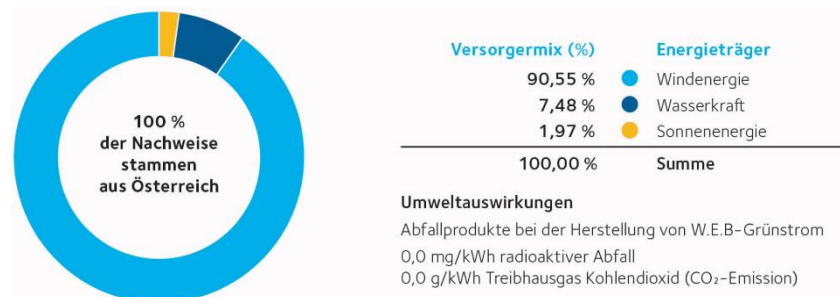 100 %
der Nachweise
stammen
aus Österreich
Versorgermix (%) Energieträger
90,55 % Windenergie
7,48 % Wasserkraft
1,97 % Sonnenenergie
100,00 % Summe
Umweltauswirkungen
Abfallprodukte bei der Herstellung von W.E.B-Grünstrom
0,0 mg/kWh radioaktiver Abfall
0,0 g/kWh Treibhausgas Kohlendioxid (CO₂-Emission)